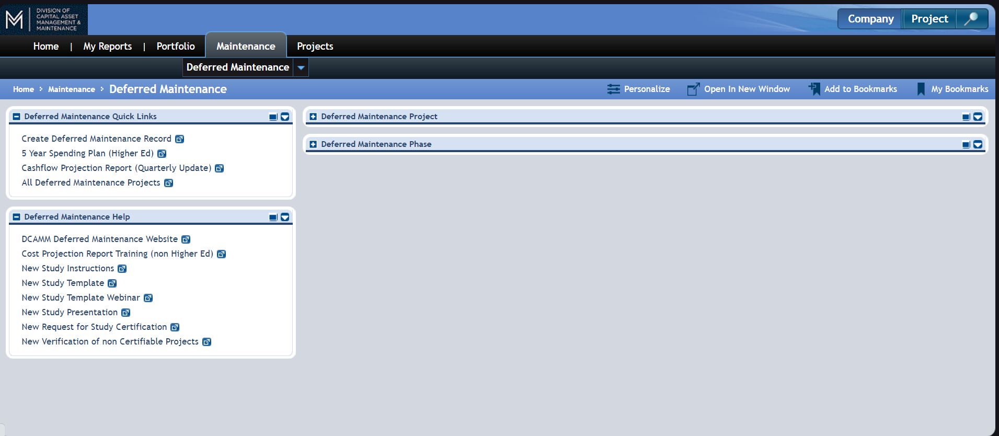 DIVISION OF
CAPITAL ASSET
MANAGEMENT &
MAINTENANCE
Company
Project
Home | My Reports | Portfolio
Maintenance
Projects
Deferred Maintenance
Home
Maintenance
Deferred Maintenance
Personalize
Open In New Window
Add to Bookmarks
My Bookmarks
Deferred Maintenance Quick Links
Create Deferred Maintenance Record
5 Year Spending Plan (Higher Ed)
Cashflow Projection Report (Quarterly Update)
All Deferred Maintenance Projects
Deferred Maintenance Help
DCAMM Deferred Maintenance Website
Cost Projection Report Training (non Higher Ed)
New Study Instructions
New Study Template
New Study Template Webinar
New Study Presentation
New Request for Study Certification
New Verification of non Certifiable Projects
Deferred Maintenance Project
Deferred Maintenance Phase